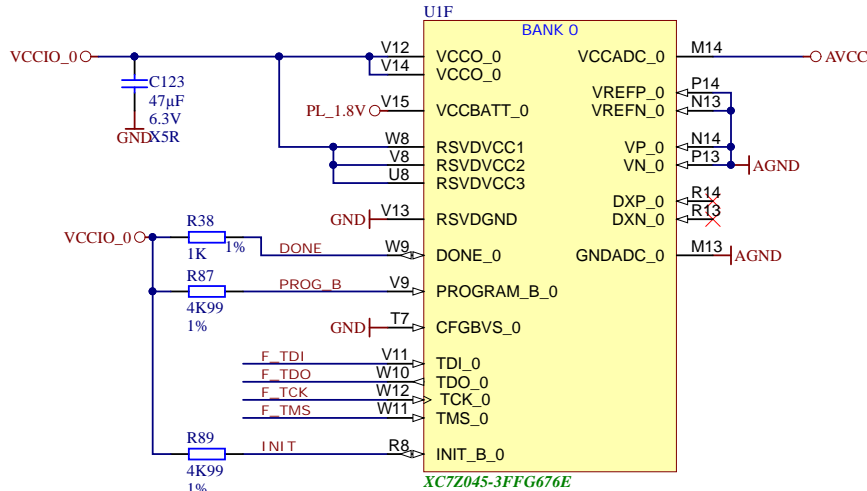 U1F
BANK 0
VCCIO_0
V12
VCCO_0
VCCADC_0
M14
AVCC
V14
VCCO_0
C123
47µF
6.3V
X5R
GND
PL_1.8V
V15
VCCBATT_0
VREFP_0
P14
VREFN_0
N13
W8
RSVDVCC1
VP_0
N14
V8
RSVDVCC2
VN_0
P13
AGND
U8
RSVDVCC3
DXP_0
R14
GND
V13
RSVDGND
DXN_0
R13
VCCIO_0
R38
1K
1%
DONE
W9
DONE_0
GNDADC_0
M13
AGND
R87
4K99
1%
PROG_B
V9
PROGRAM_B_0
GND
T7
CFGBVS_0
F_TDI
V11
TDI_0
F_TDO
W10
TDO_0
F_TCK
W12
TCK_0
F_TMS
W11
TMS_0
R89
4K99
1%
INIT
R8
INIT_B_0
XC7Z045-3FFG676E